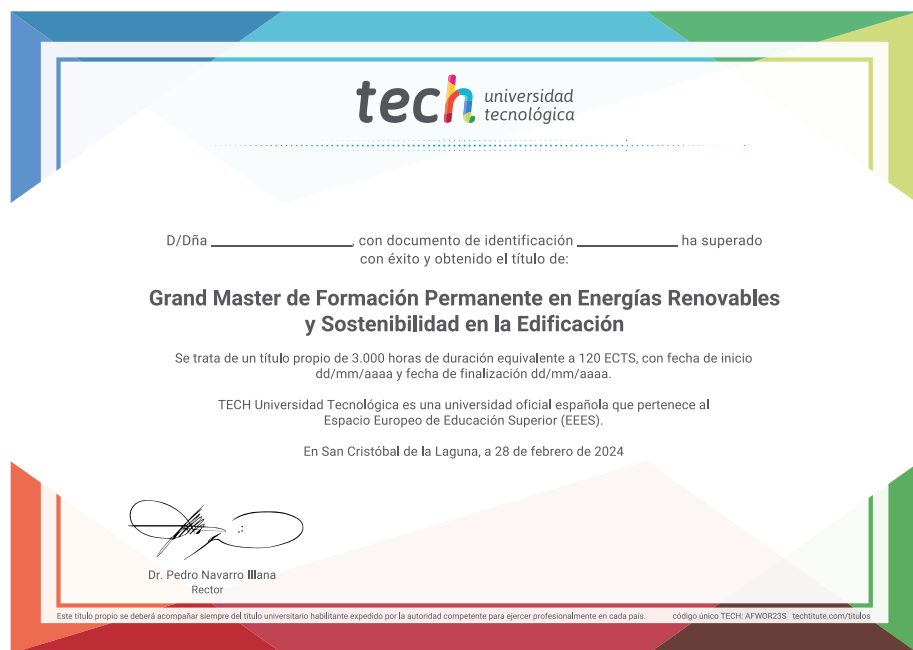 tech universidad
tecnológica
D/Dña ____________________, con documento de identificación ______________ ha superado
con éxito y obtenido el título de:
Grand Master de Formación Permanente en Energías Renovables
y Sostenibilidad en la Edificación
Se trata de un título propio de 3.000 horas de duración equivalente a 120 ECTS, con fecha de inicio
dd/mm/aaaa y fecha de finalización dd/mm/aaaa.
TECH Universidad Tecnológica es una universidad oficial española que pertenece al
Espacio Europeo de Educación Superior (EEES).
En San Cristóbal de la Laguna, a 28 de febrero de 2024
Dr. Pedro Navarro Illana
Rector
Este título propio se deberá acompañar siempre del título universitario habilitante expedido por la autoridad competente para ejercer profesionalmente en cada país. código único TECH: AFWOR23S techtitute.com/titulos